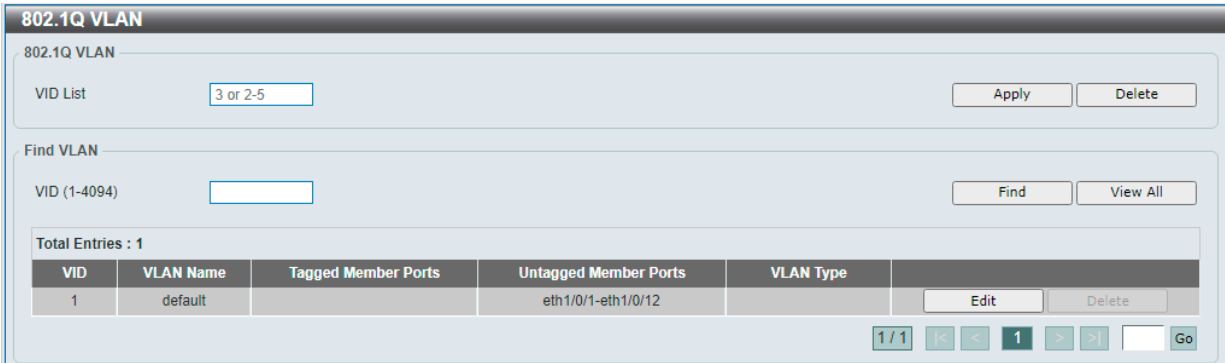 802.1Q VLAN
802.1Q VLAN
VID List 3 or 2-5 Apply Delete
Find VLAN
VID (1-4094) Find View All
Total Entries : 1
VID VLAN Name Tagged Member Ports Untagged Member Ports VLAN Type
1 default eth1/0/1-eth1/0/12 Edit Delete
1 / 1 |< < 1 > >| Go